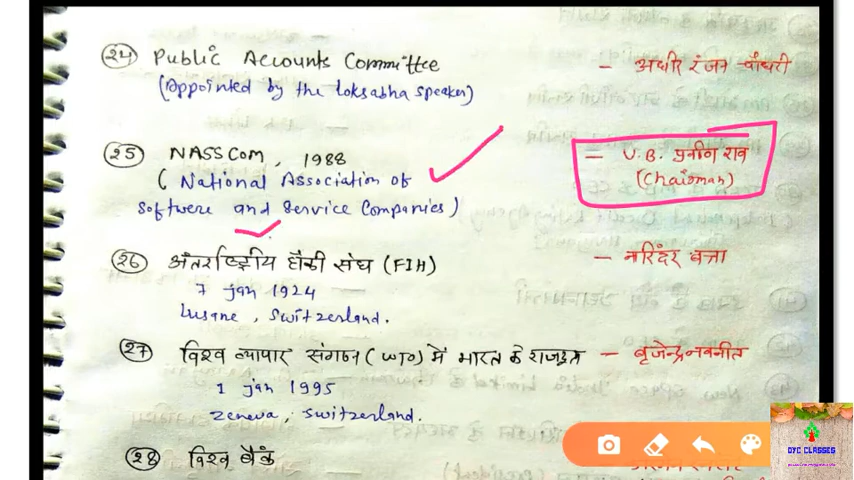 24 Public Accounts Committee — अधीर रंजन चौधरी
(Appointed by the Loksabha speaker)
25 NASSCOM, 1988 — U.B. प्रवीण राव
(National Association of (Chairman)
Software and Service Companies)
26 अंतर्राष्ट्रीय हॉकी संघ (FIH) — नरिंदर बत्रा
7 jan 1924
Lusane, Switzerland.
27 विश्व व्यापार संगठन (WTO) में भारत के राजदूत — बृजेन्द्र नवनीत
1 jan 1995
Zeneva, Switzerland.
28 विश्व बैंक
DYC CLASSES